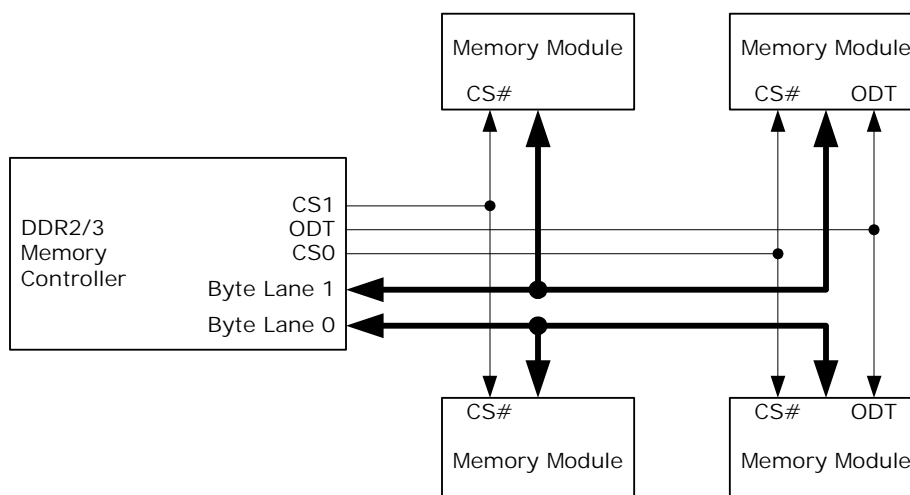 Memory Module
CS#
Memory Module
CS# ODT
DDR2/3
Memory
Controller
CS1
ODT
CS0
Byte Lane 1
Byte Lane 0
CS#
Memory Module
CS# ODT
Memory Module